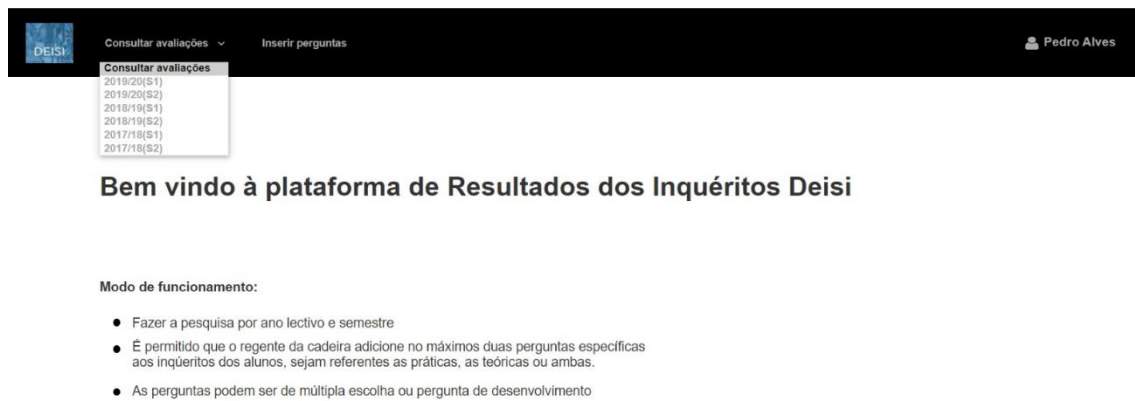 DEISI
Consultar avaliações
Inserir perguntas
Pedro Alves
Consultar avaliações
2019/20(S1)
2019/20(S2)
2018/19(S1)
2018/19(S2)
2017/18(S1)
2017/18(S2)
Bem vindo à plataforma de Resultados dos Inquéritos Deisi
Modo de funcionamento:
Fazer a pesquisa por ano lectivo e semestre
É permitido que o regente da cadeira adicione no máximos duas perguntas específicas
aos inqúeritos dos alunos, sejam referentes as práticas, as teóricas ou ambas.
As perguntas podem ser de múltipla escolha ou pergunta de desenvolvimento